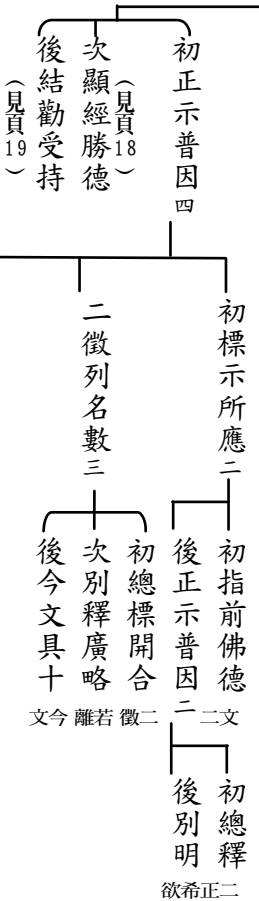 初正示普因四
次顯經勝德
（見頁18）
後結勸受持
（見頁19）
初標示所應二
二徵列名數三
初指前佛德
二文
後正示普因二
初總標開合
二徵
次別釋廣略
若離
後今文具十
今文
初總釋
二正
後別明
希欲